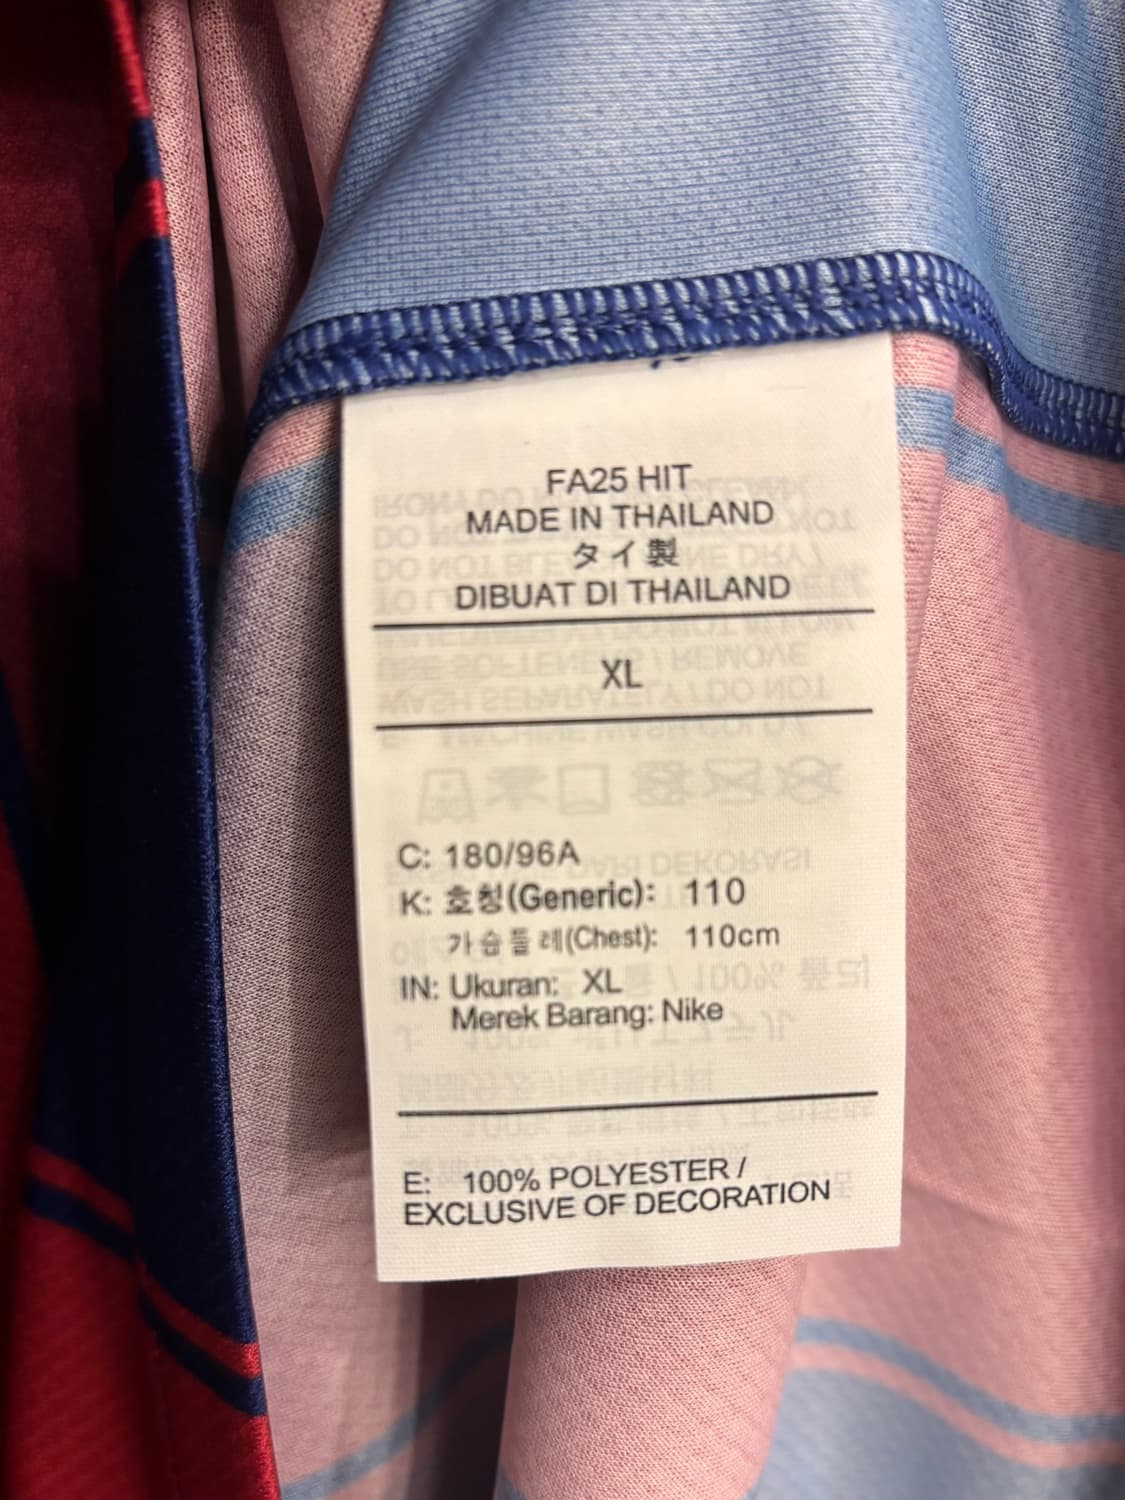 FA25 HIT
MADE IN THAILAND
タイ製
DIBUAT DI THAILAND
XL
C: 180/96A
K: 호칭(Generic): 110
가슴둘레(Chest): 110cm
IN: Ukuran: XL
Merek Barang: Nike
E: 100% POLYESTER /
EXCLUSIVE OF DECORATION